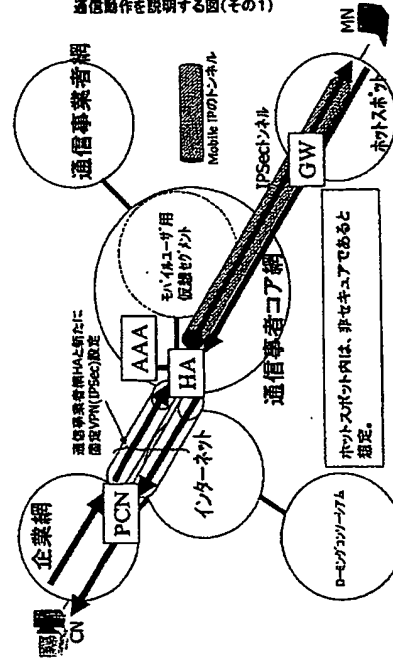 通信動作を説明する図(その1)
企業網
CN
PCN
通信事業者網HAと新たに
固定VPN(IPSec)設定
AAA
HA
インターネット
ローミングコンソーシアム
通信事業者網
モバイルユーザ用
仮想セグメント
通信事業者コア網
Mobile IPのトンネル
IPSecトンネル
GW
ホットスポット
MN
ホットスポット内は、非セキュアであると
想定。